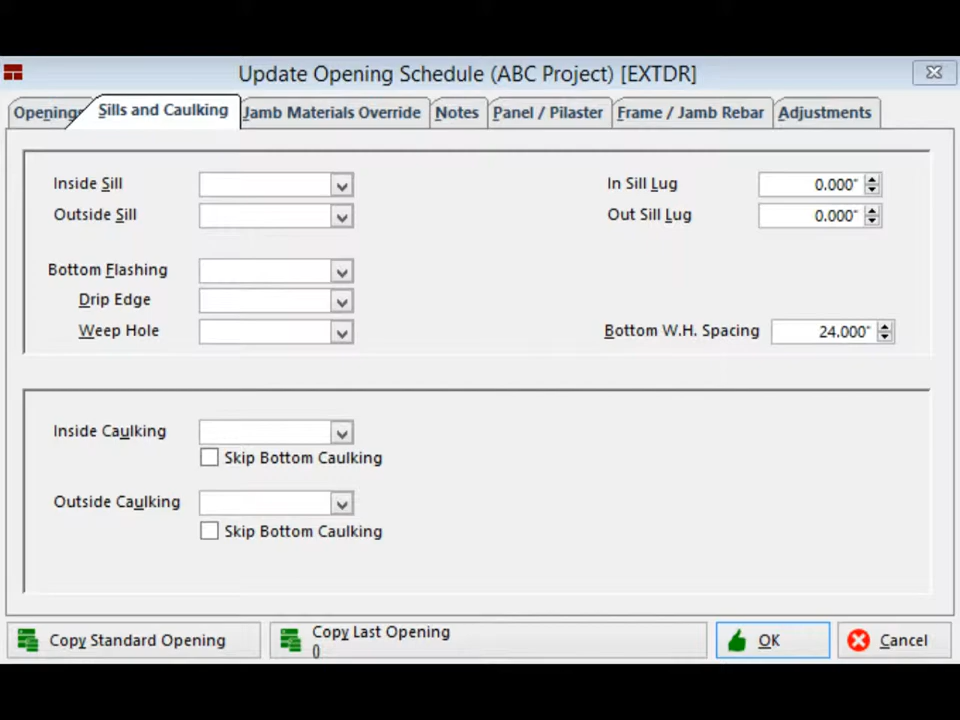 Update Opening Schedule (ABC Project) [EXTDR]
Openings Sills and Caulking Jamb Materials Override Notes Panel / Pilaster Frame / Jamb Rebar Adjustments
Inside Sill In Sill Lug 0.000"
Outside Sill Out Sill Lug 0.000"
Bottom Flashing
Drip Edge
Weep Hole Bottom W.H. Spacing 24.000"
Inside Caulking
Skip Bottom Caulking
Outside Caulking
Skip Bottom Caulking
Copy Standard Opening Copy Last Opening OK Cancel
()